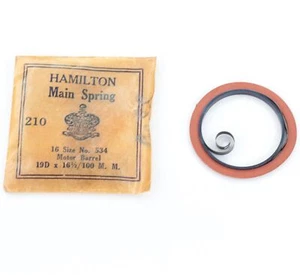 HAMILTON
Main Spring
210
16 Size No. 534
Motor Barrel
19D x 16½/100 M. M.